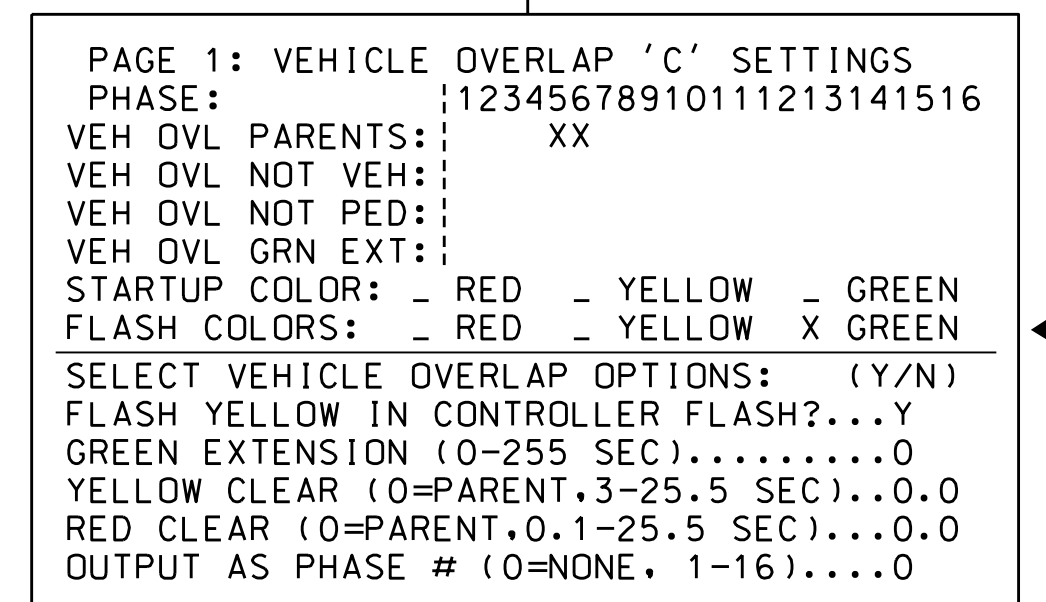 PAGE 1: VEHICLE OVERLAP 'C' SETTINGS
PHASE: ¦12345678910111213141516
VEH OVL PARENTS:¦ XX
VEH OVL NOT VEH:¦
VEH OVL NOT PED:¦
VEH OVL GRN EXT:¦
STARTUP COLOR: _ RED _ YELLOW _ GREEN
FLASH COLORS: _ RED _ YELLOW X GREEN
SELECT VEHICLE OVERLAP OPTIONS: (Y/N)
FLASH YELLOW IN CONTROLLER FLASH?...Y
GREEN EXTENSION (0-255 SEC).........0
YELLOW CLEAR (0=PARENT,3-25.5 SEC)..0.0
RED CLEAR (0=PARENT,0.1-25.5 SEC)...0.0
OUTPUT AS PHASE # (0=NONE, 1-16)....0